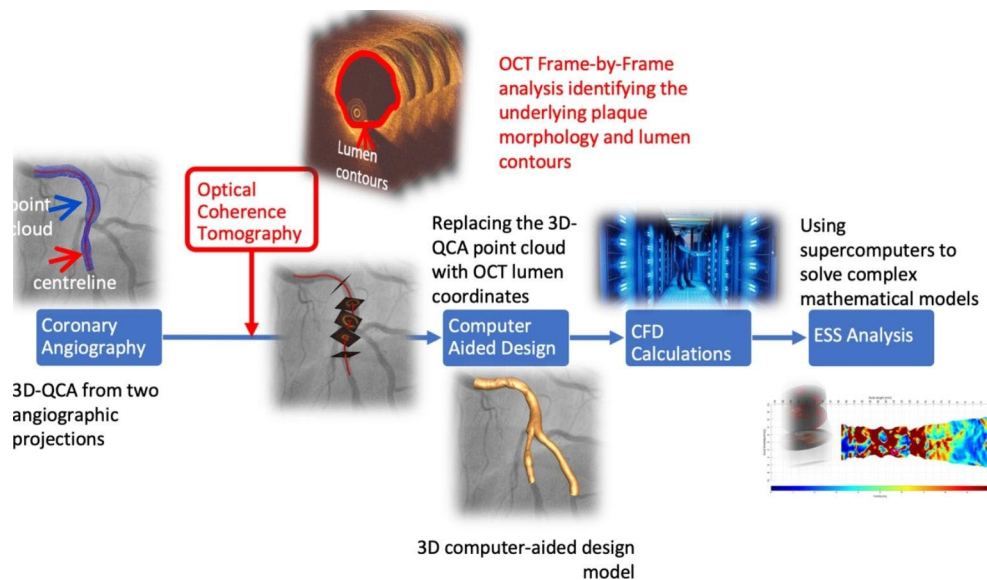 OCT Frame-by-Frame
analysis identifying the
underlying plaque
morphology and lumen
contours
Lumen
contours
point
cloud
centreline
Optical
Coherence
Tomography
Replacing the 3D-
QCA point cloud
with OCT lumen
coordinates
Using
supercomputers to
solve complex
mathematical models
Coronary
Angiography
Computer
Aided Design
CFD
Calculations
ESS Analysis
3D-QCA from two
angiographic
projections
3D computer-aided design
model